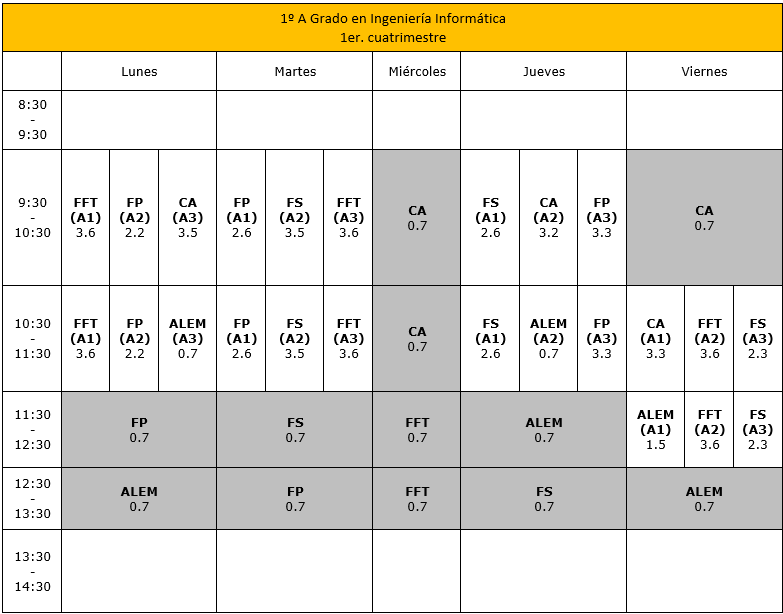 1º A Grado en Ingeniería Informática
1er. cuatrimestre
Lunes Martes Miércoles Jueves Viernes
8:30
-
9:30
9:30
-
10:30
FFT
(A1)
3.6
FP
(A2)
2.2
CA
(A3)
3.5
FP
(A1)
2.6
FS
(A2)
3.5
FFT
(A3)
3.6
CA
0.7
FS
(A1)
2.6
CA
(A2)
3.2
FP
(A3)
3.3
CA
0.7
10:30
-
11:30
FFT
(A1)
3.6
FP
(A2)
2.2
ALEM
(A3)
0.7
FP
(A1)
2.6
FS
(A2)
3.5
FFT
(A3)
3.6
CA
0.7
FS
(A1)
2.6
ALEM
(A2)
0.7
FP
(A3)
3.3
CA
(A1)
3.3
FFT
(A2)
3.6
FS
(A3)
2.3
11:30
-
12:30
FP
0.7
FS
0.7
FFT
0.7
ALEM
0.7
ALEM
(A1)
1.5
FFT
(A2)
3.6
FS
(A3)
2.3
12:30
-
13:30
ALEM
0.7
FP
0.7
FFT
0.7
FS
0.7
ALEM
0.7
13:30
-
14:30